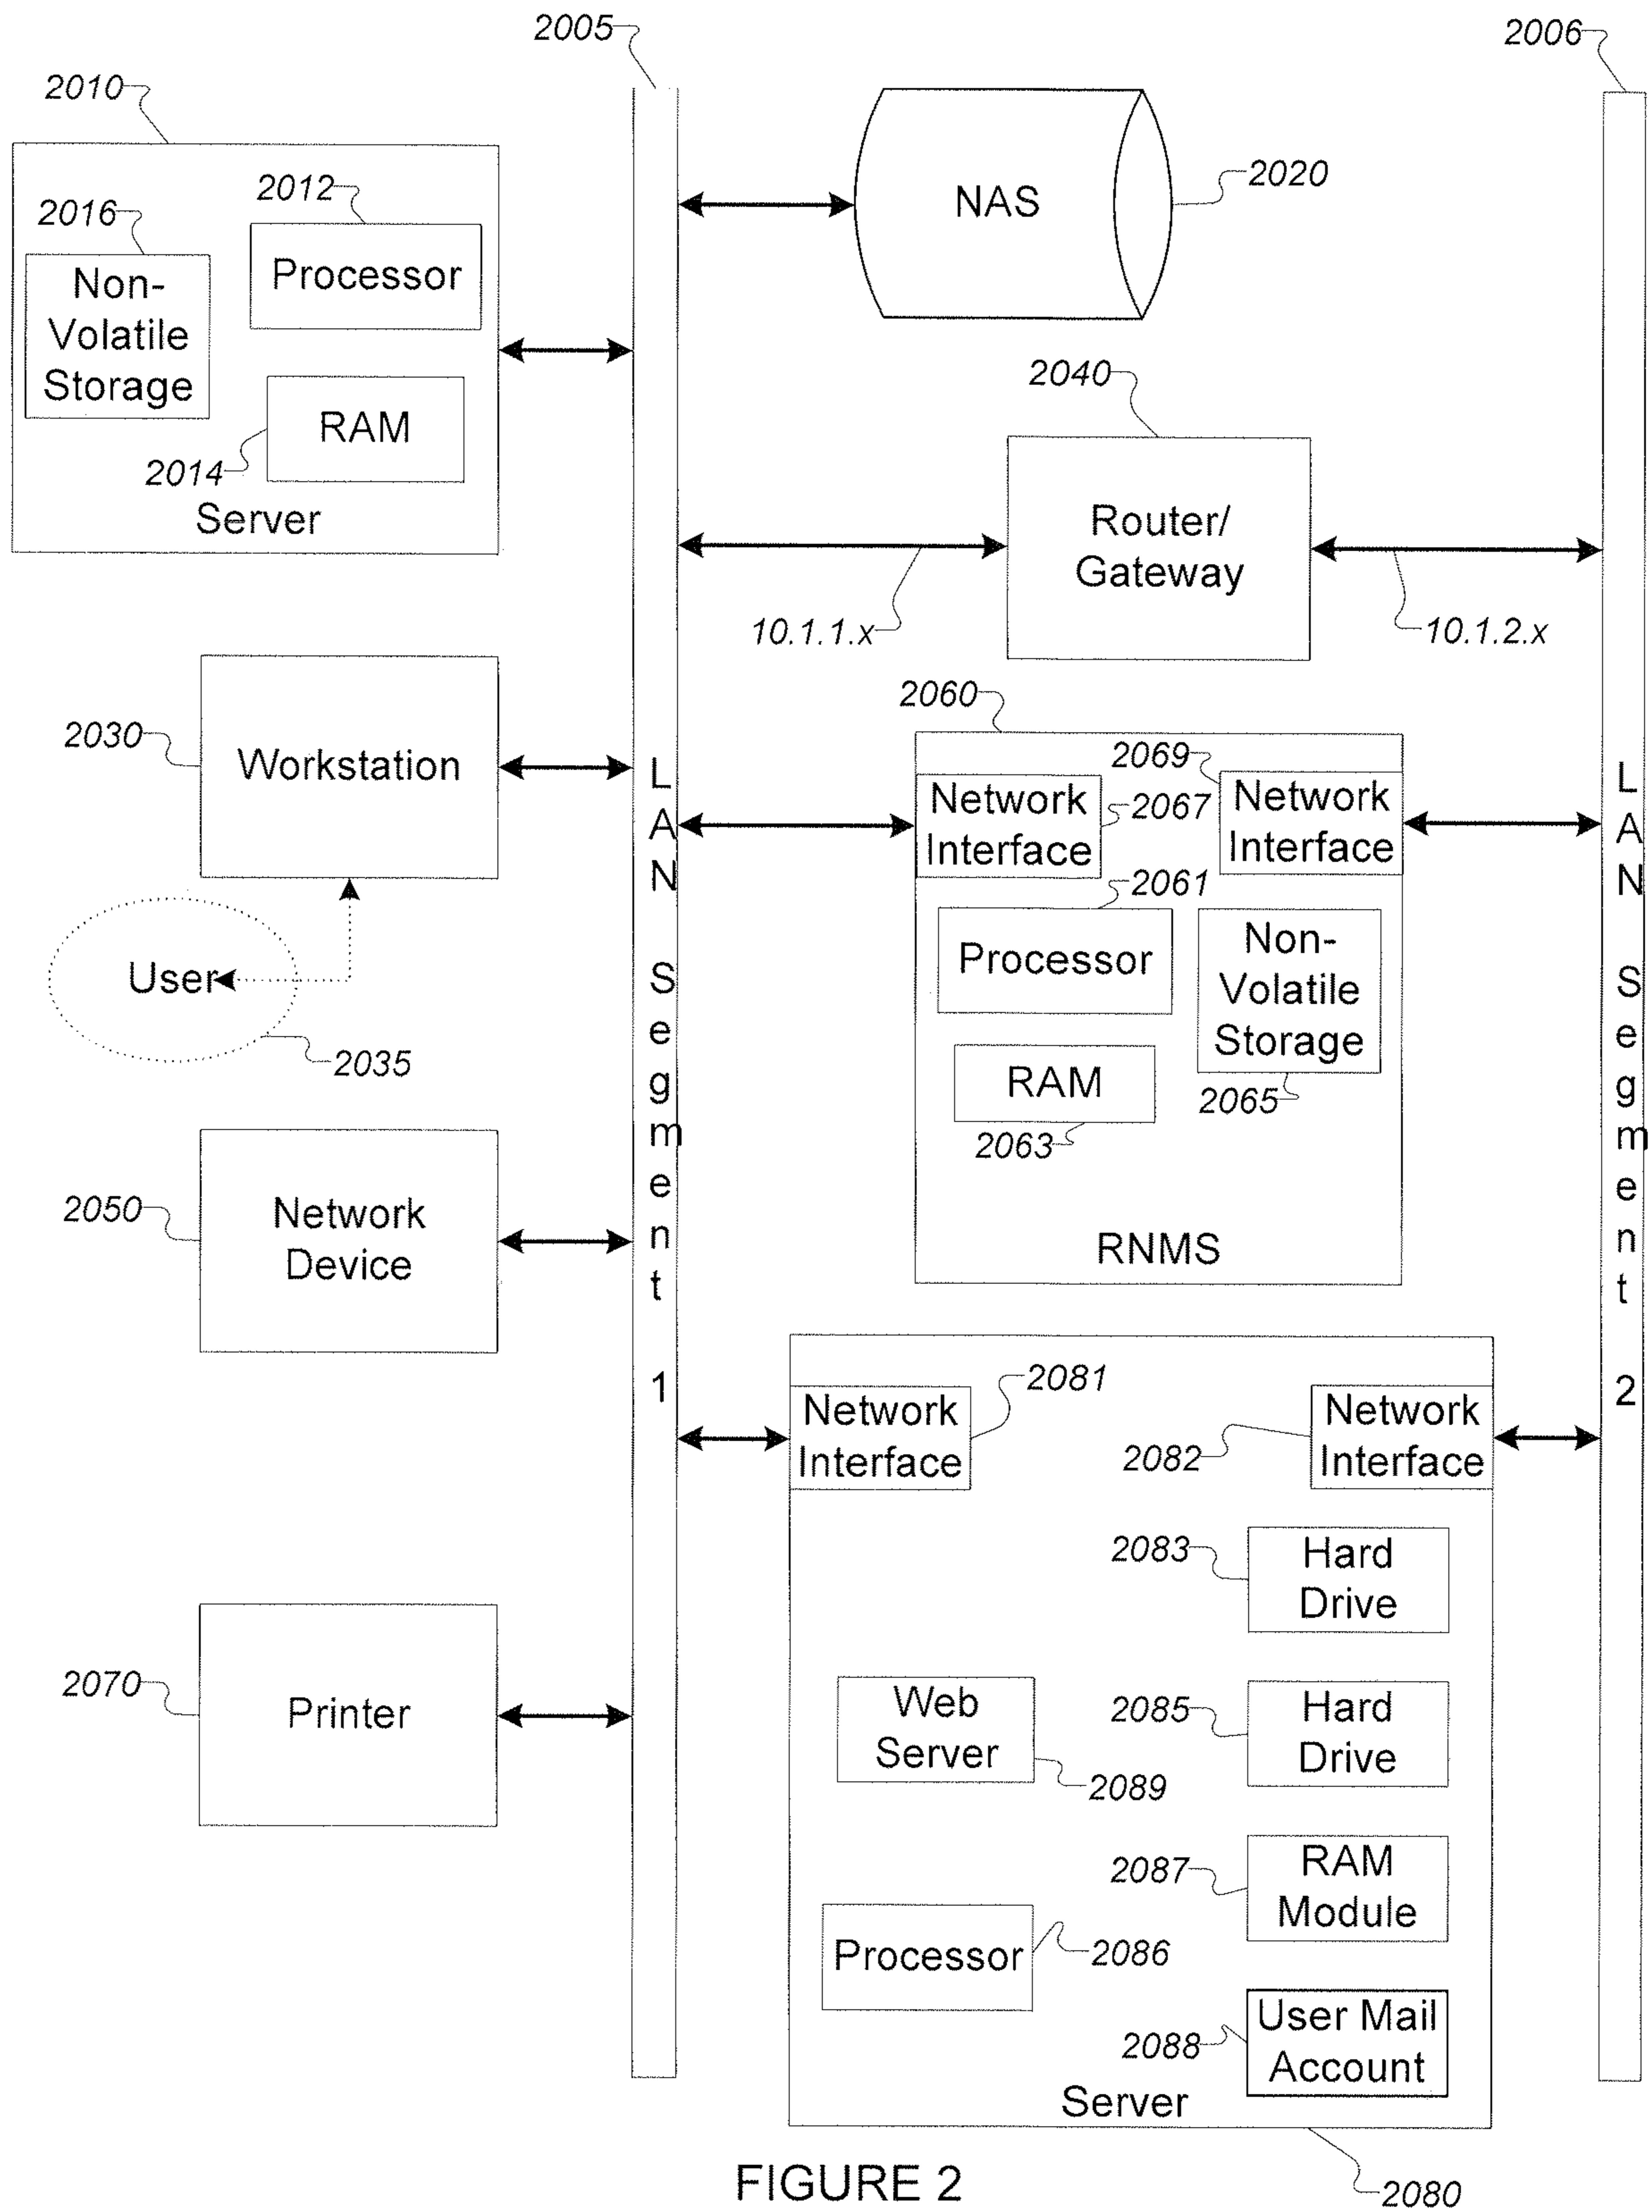 2005
2006
2010
2012
2016
Processor
Non-
Volatile
Storage
RAM
2014
Server
NAS
2020
2040
Router/
Gateway
10.1.1.x
10.1.2.x
2030
Workstation
User
2035
LAN Segment 1
LAN Segment 2
2060
2069
Network
Interface
2067
Network
Interface
2061
Processor
Non-
Volatile
Storage
2065
RAM
2063
RNMS
2050
Network
Device
2081
Network
Interface
2082
Network
Interface
2083
Hard
Drive
2070
Printer
Web
Server
2089
2085
Hard
Drive
2087
RAM
Module
Processor
2086
2088
User Mail
Account
Server
2080
FIGURE 2